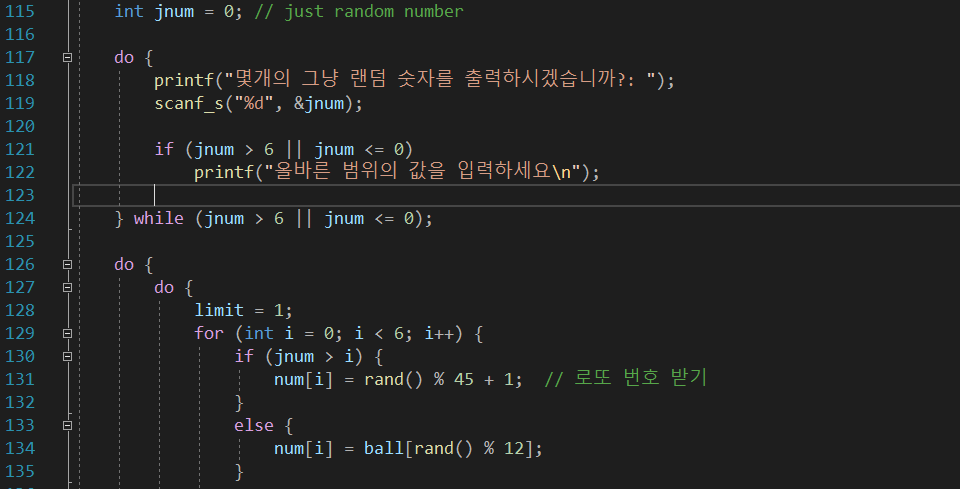 115 int jnum = 0; // just random number
116
117 do {
118 printf("몇개의 그냥 랜덤 숫자를 출력하시겠습니까?: ");
119 scanf_s("%d", &jnum);
120
121 if (jnum > 6 || jnum <= 0)
122 printf("올바른 범위의 값을 입력하세요\n");
123
124 } while (jnum > 6 || jnum <= 0);
125
126 do {
127 do {
128 limit = 1;
129 for (int i = 0; i < 6; i++) {
130 if (jnum > i) {
131 num[i] = rand() % 45 + 1; // 로또 번호 받기
132 }
133 else {
134 num[i] = ball[rand() % 12];
135 }